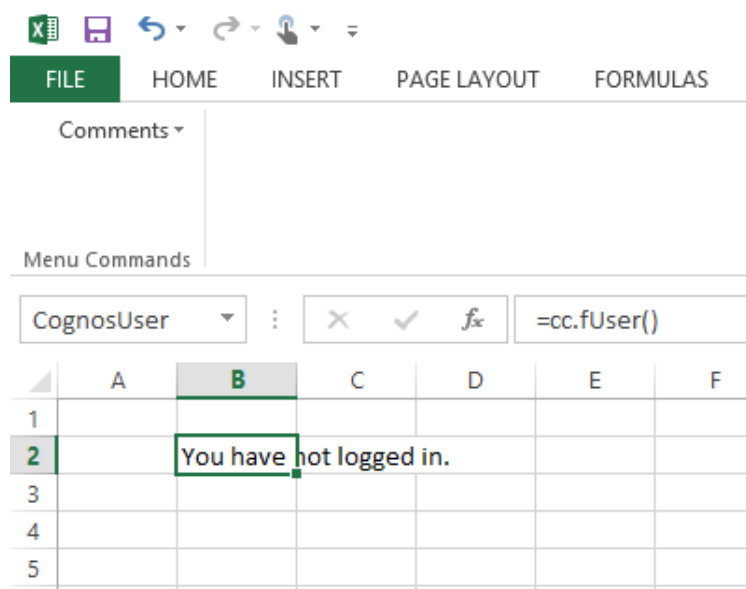 FILE HOME INSERT PAGE LAYOUT FORMULAS
Comments
Menu Commands
CognosUser fx =cc.fUser()
A B C D E F
1
2 You have not logged in.
3
4
5